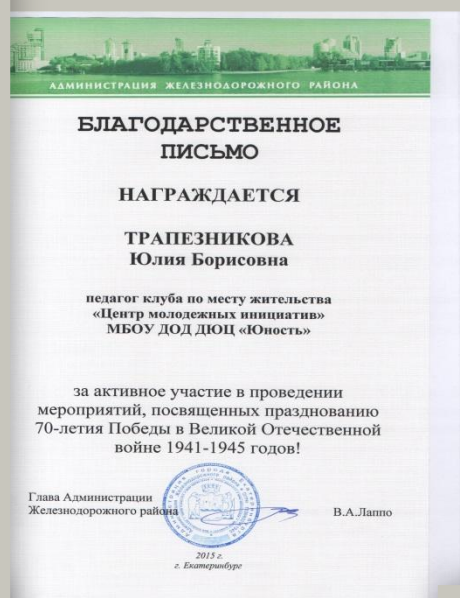 АДМИНИСТРАЦИЯ ЖЕЛЕЗНОДОРОЖНОГО РАЙОНА
БЛАГОДАРСТВЕННОЕ
ПИСЬМО
НАГРАЖДАЕТСЯ
ТРАПЕЗНИКОВА
Юлия Борисовна
педагог клуба по месту жительства
«Центр молодежных инициатив»
МБОУ ДОД ДЮЦ «Юность»
за активное участие в проведении
мероприятий, посвященных празднованию
70-летия Победы в Великой Отечественной
войне 1941-1945 годов!
Глава Администрации
Железнодорожного района
В.А.Лаппо
2015 г.
г. Екатеринбург